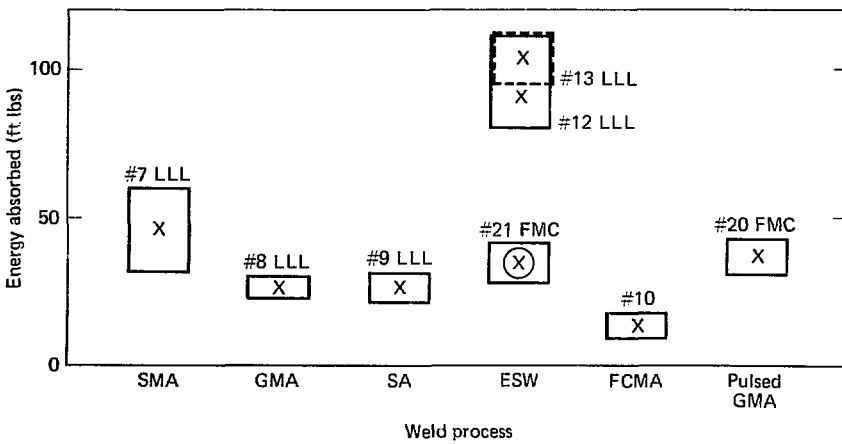 Energy absorbed (ft lbs)
100
50
0
#7 LLL
#8 LLL
#9 LLL
#13 LLL
#12 LLL
#21 FMC
#10
#20 FMC
X
X
X
X
X
X
X
X
SMA
GMA
SA
ESW
FCMA
Pulsed
GMA
Weld process